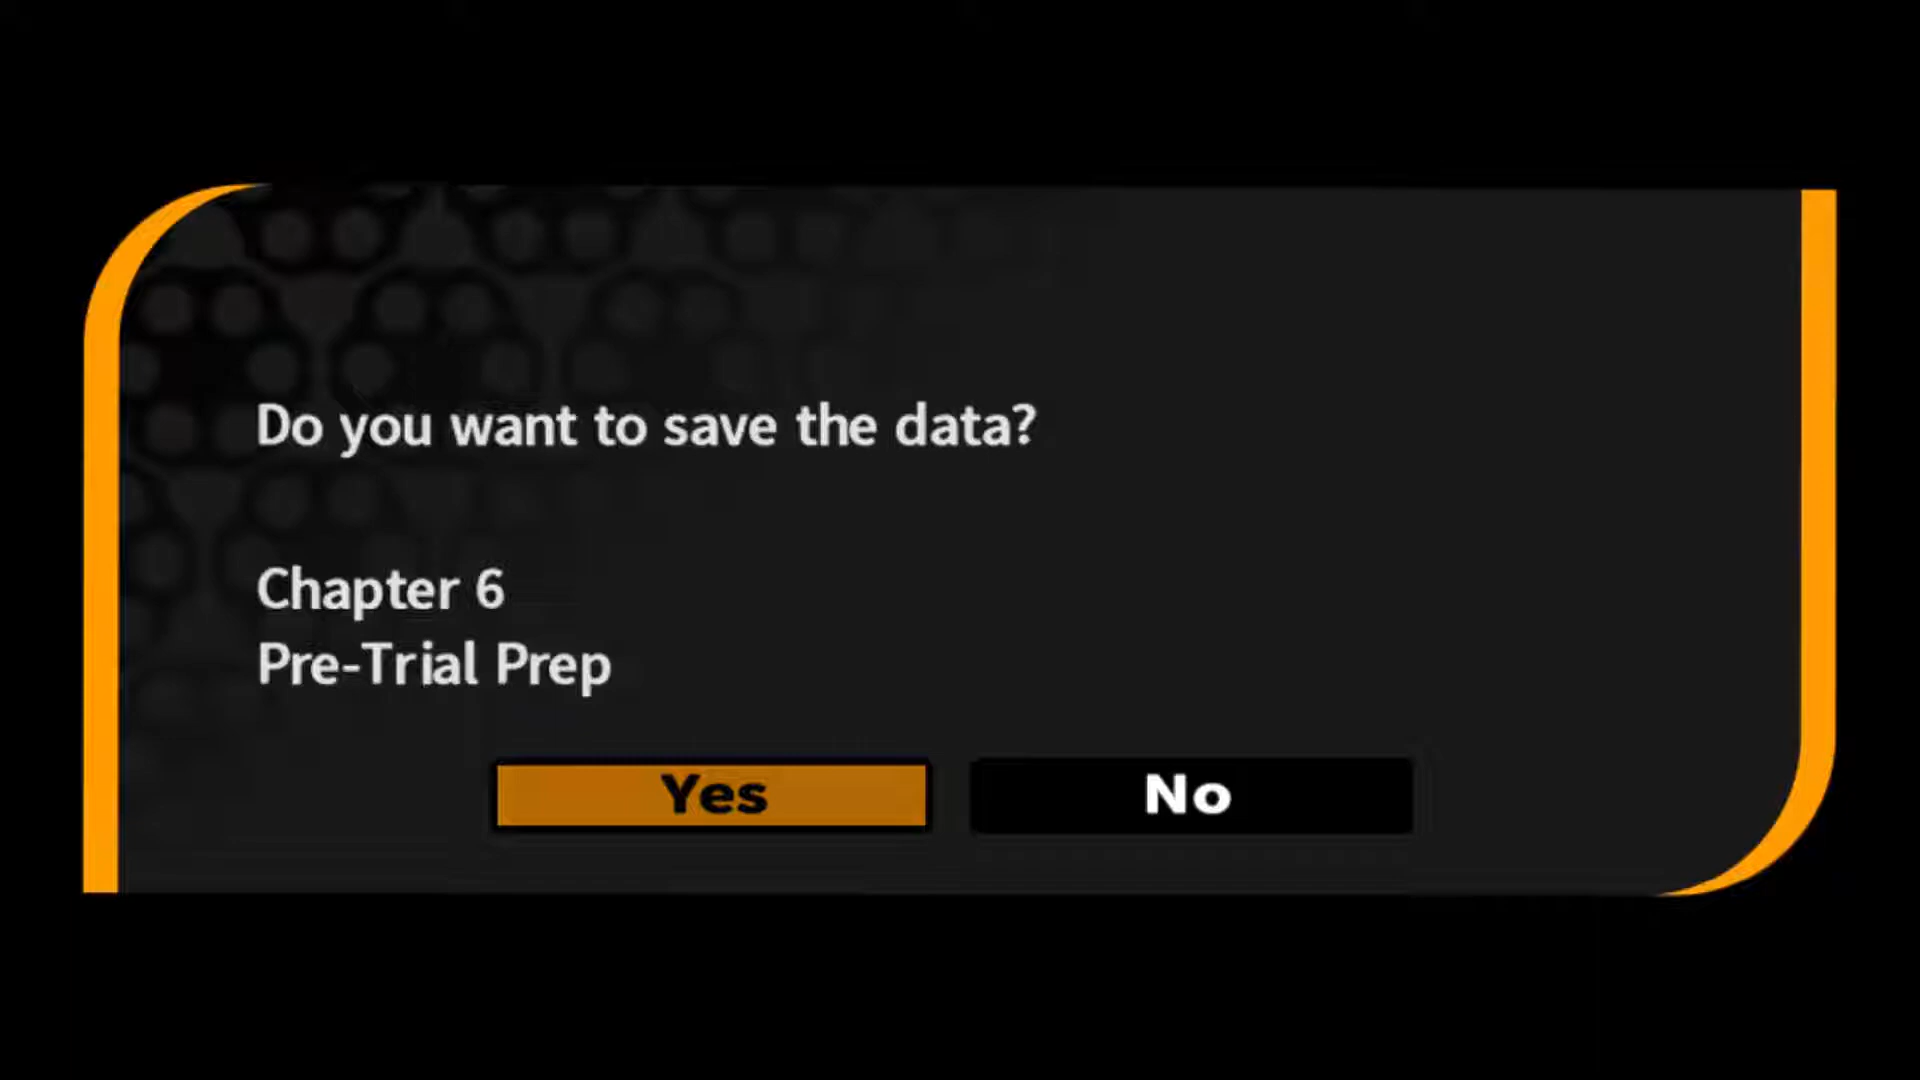 Do you want to save the data?
Chapter 6
Pre-Trial Prep
Yes No